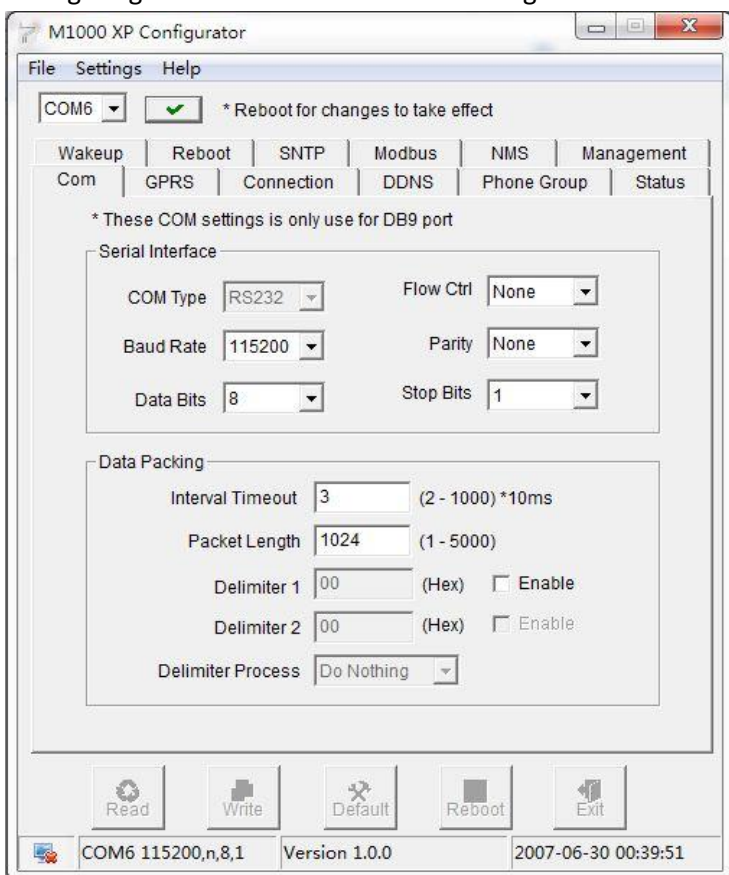 M1000 XP Configurator
File Settings Help
COM6 * Reboot for changes to take effect
Wakeup Reboot SNTP Modbus NMS Management
Com GPRS Connection DDNS Phone Group Status
* These COM settings is only use for DB9 port
Serial Interface
COM Type RS232 Flow Ctrl None
Baud Rate 115200 Parity None
Data Bits 8 Stop Bits 1
Data Packing
Interval Timeout 3 (2 - 1000) *10ms
Packet Length 1024 (1 - 5000)
Delimiter 1 00 (Hex) Enable
Delimiter 2 00 (Hex) Enable
Delimiter Process Do Nothing
Read Write Default Reboot Exit
COM6 115200,n,8,1 Version 1.0.0 2007-06-30 00:39:51